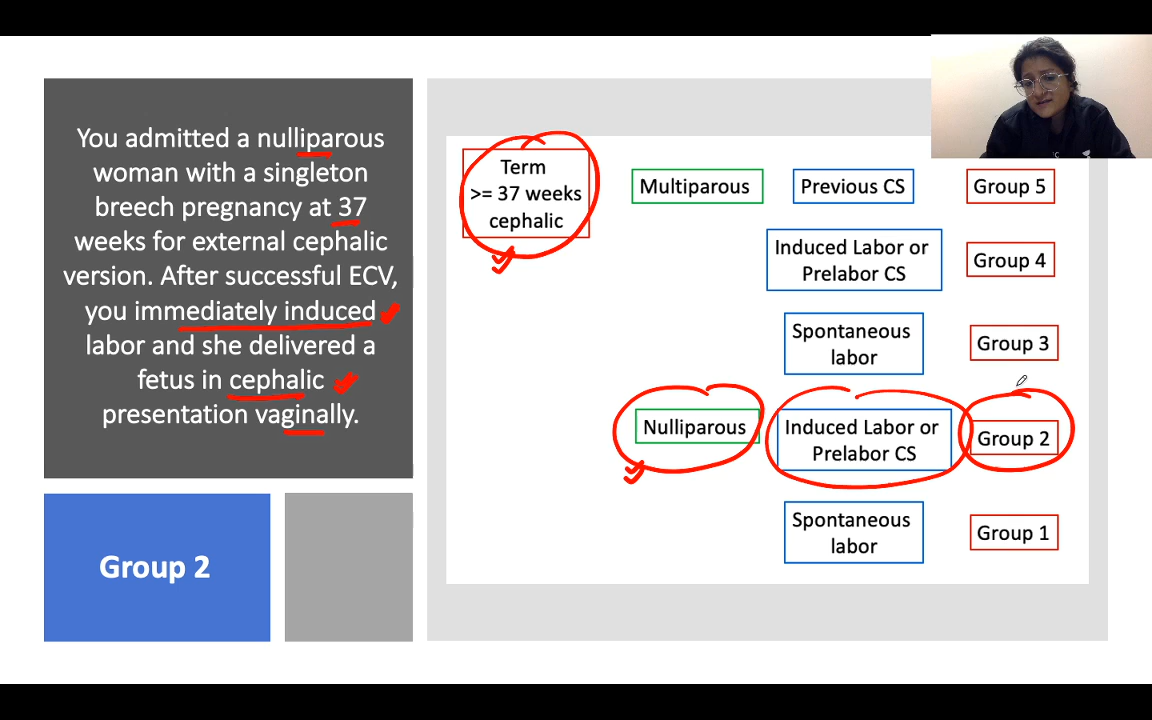 You admitted a nulliparous
woman with a singleton
breech pregnancy at 37
weeks for external cephalic
version. After successful ECV,
you immediately induced
labor and she delivered a
fetus in cephalic
presentation vaginally.
Group 2
Term
>= 37 weeks
cephalic
Multiparous
Previous CS
Group 5
Induced Labor or
Prelabor CS
Group 4
Spontaneous
labor
Group 3
Nulliparous
Induced Labor or
Prelabor CS
Group 2
Spontaneous
labor
Group 1